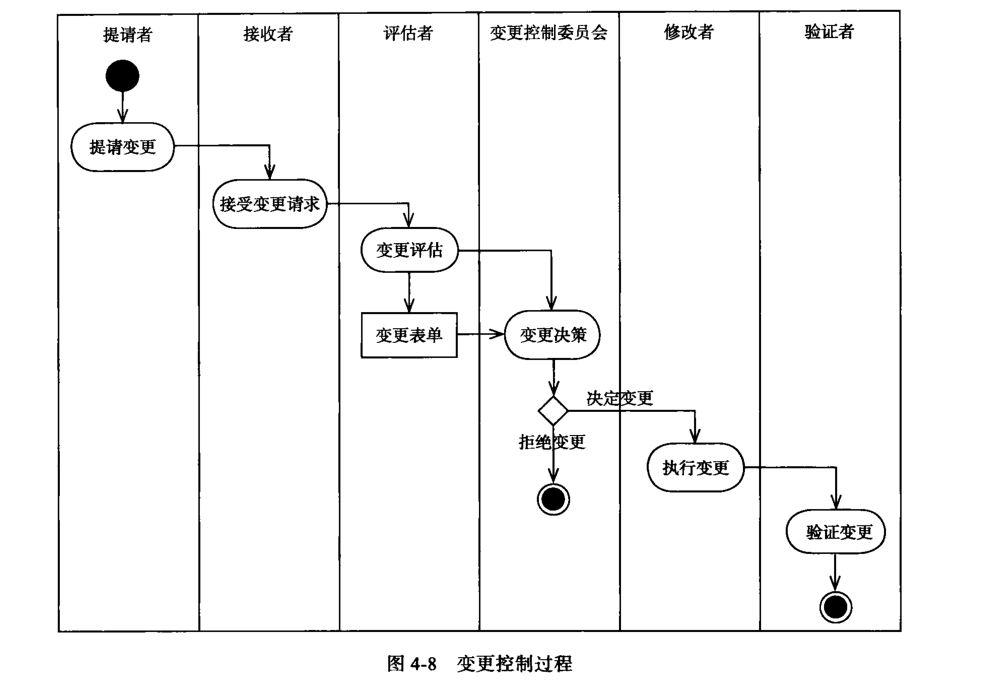 提请者
接收者
评估者
变更控制委员会
修改者
验证者
提请变更
接受变更请求
变更评估
变更表单
变更决策
决定变更
拒绝变更
执行变更
验证变更
图 4-8 变更控制过程